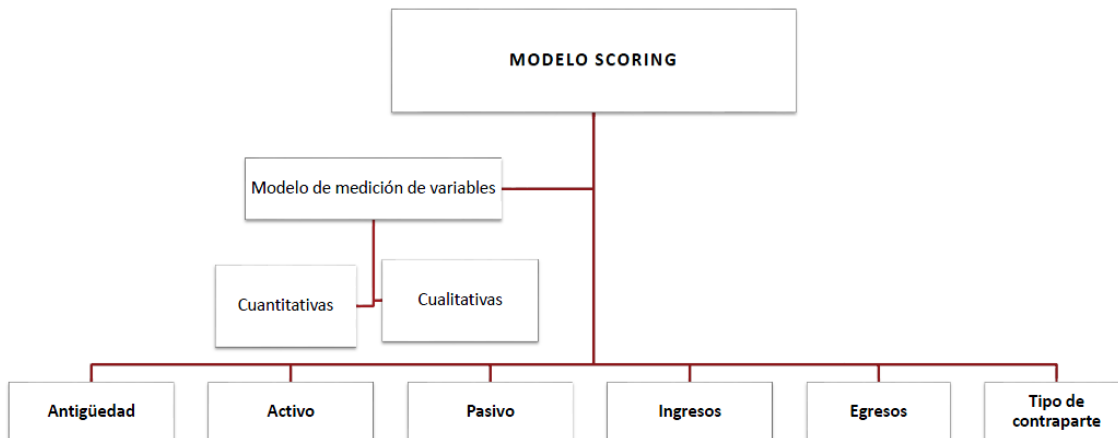 MODELO SCORING
Modelo de medición de variables
Cuantitativas
Cualitativas
Antigüedad
Activo
Pasivo
Ingresos
Egresos
Tipo de
contraparte